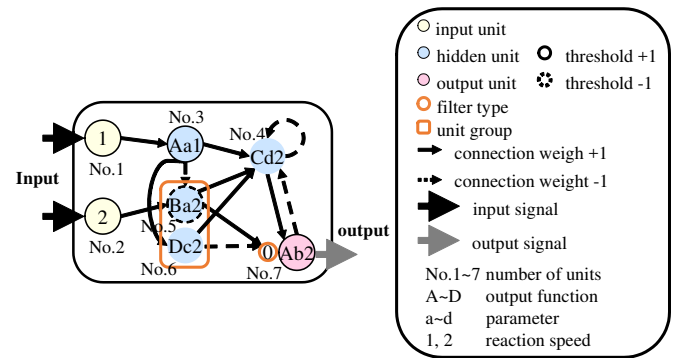 Input
1
No.1
2
No.2
No.3
Aa1
No.4
Cd2
Ba2
No.5
Dc2
No.6
0
No.7
Ab2
output
input unit
hidden unit
threshold +1
output unit
threshold -1
filter type
unit group
connection weigh +1
connection weight -1
input signal
output signal
No.1~7 number of units
A~D output function
a~d parameter
1, 2 reaction speed